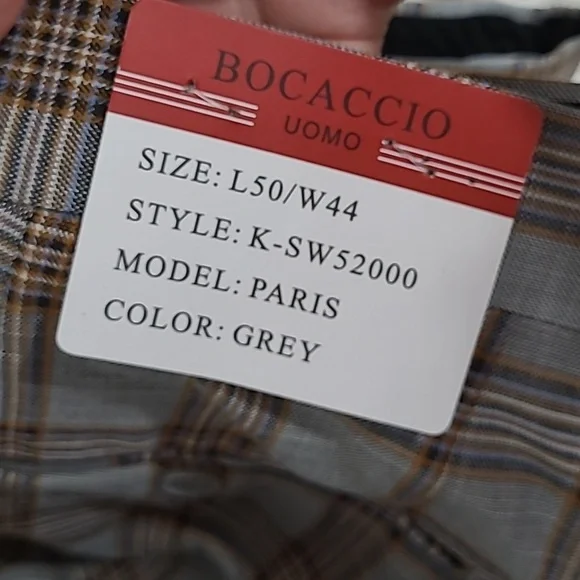 BOCACCIO
UOMO
SIZE: L50/W44
STYLE: K-SW52000
MODEL: PARIS
COLOR: GREY